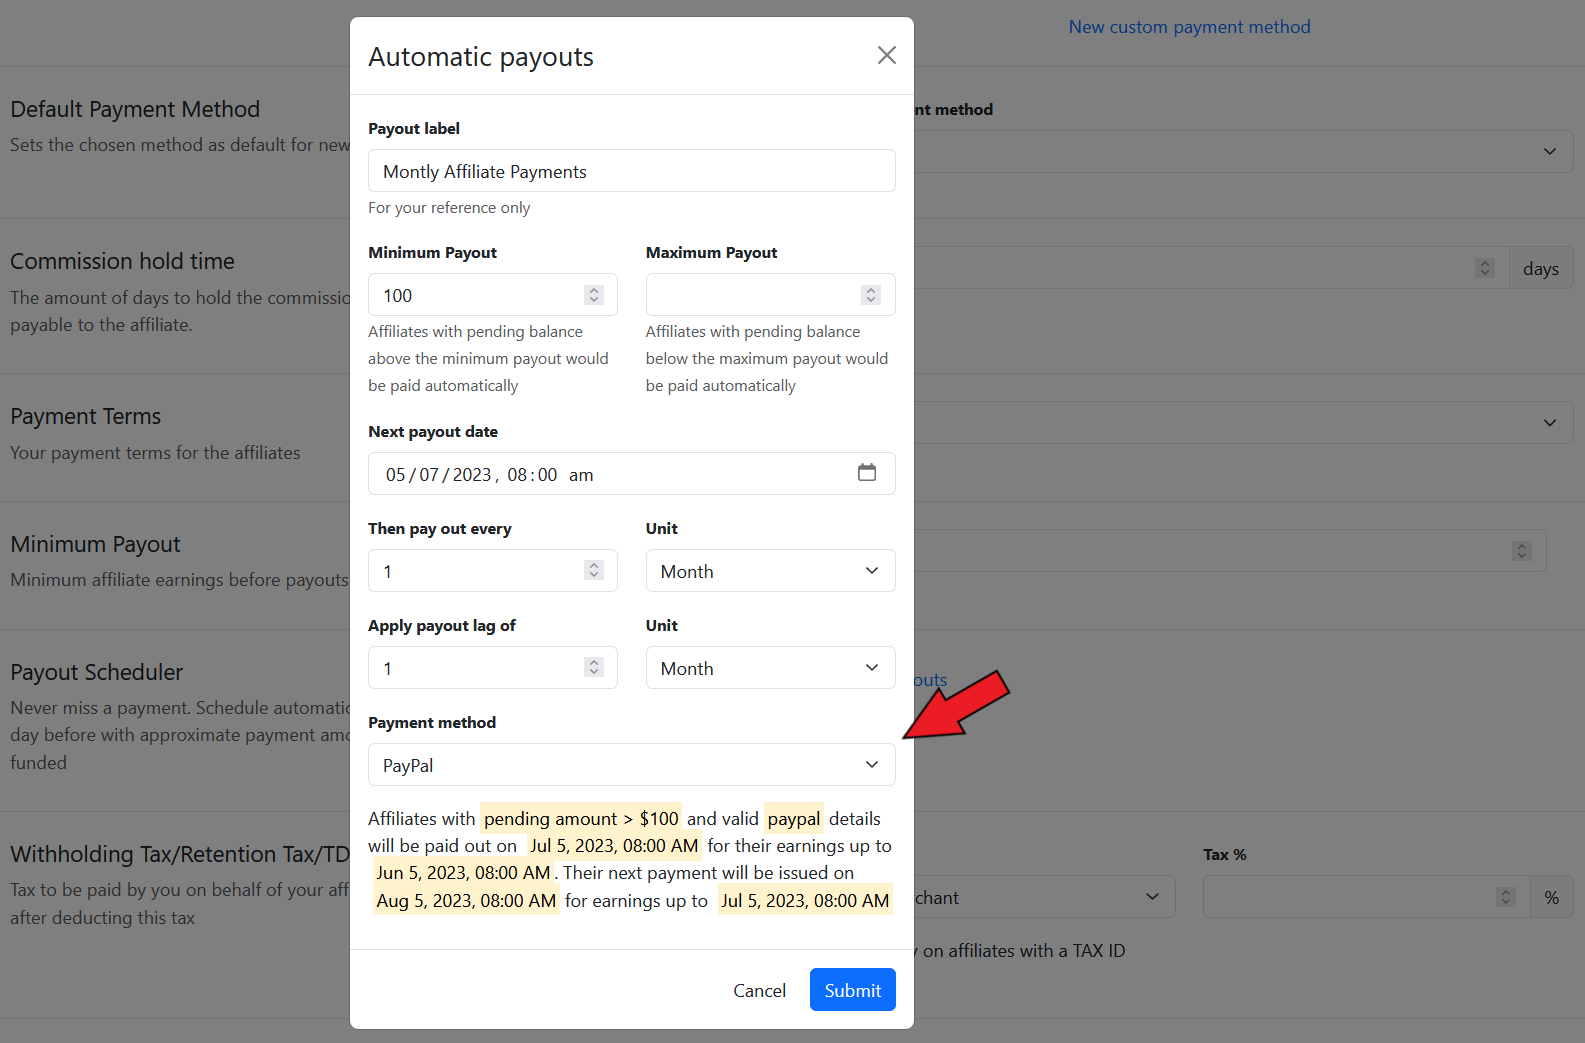 New custom payment method
Automatic payouts
Default Payment Method
Sets the chosen method as default for new
nt method
Payout label
Montly Affiliate Payments
For your reference only
Commission hold time
The amount of days to hold the commissio
payable to the affiliate.
days
Minimum Payout
Maximum Payout
100
Affiliates with pending balance
above the minimum payout would
be paid automatically
Affiliates with pending balance
below the maximum payout would
be paid automatically
Payment Terms
Your payment terms for the affiliates
Next payout date
05/07/2023, 08:00 am
Then pay out every
Unit
1
Month
Minimum Payout
Minimum affiliate earnings before payouts
Apply payout lag of
Unit
1
Month
Payout Scheduler
Never miss a payment. Schedule automatic
day before with approximate payment amo
funded
outs
Payment method
PayPal
Affiliates with pending amount > $100 and valid paypal details
will be paid out on Jul 5, 2023, 08:00 AM for their earnings up to
Jun 5, 2023, 08:00 AM. Their next payment will be issued on
Aug 5, 2023, 08:00 AM for earnings up to Jul 5, 2023, 08:00 AM
Withholding Tax/Retention Tax/TD
Tax to be paid by you on behalf of your aff
after deducting this tax
chant
Tax %
%
y on affiliates with a TAX ID
Cancel
Submit